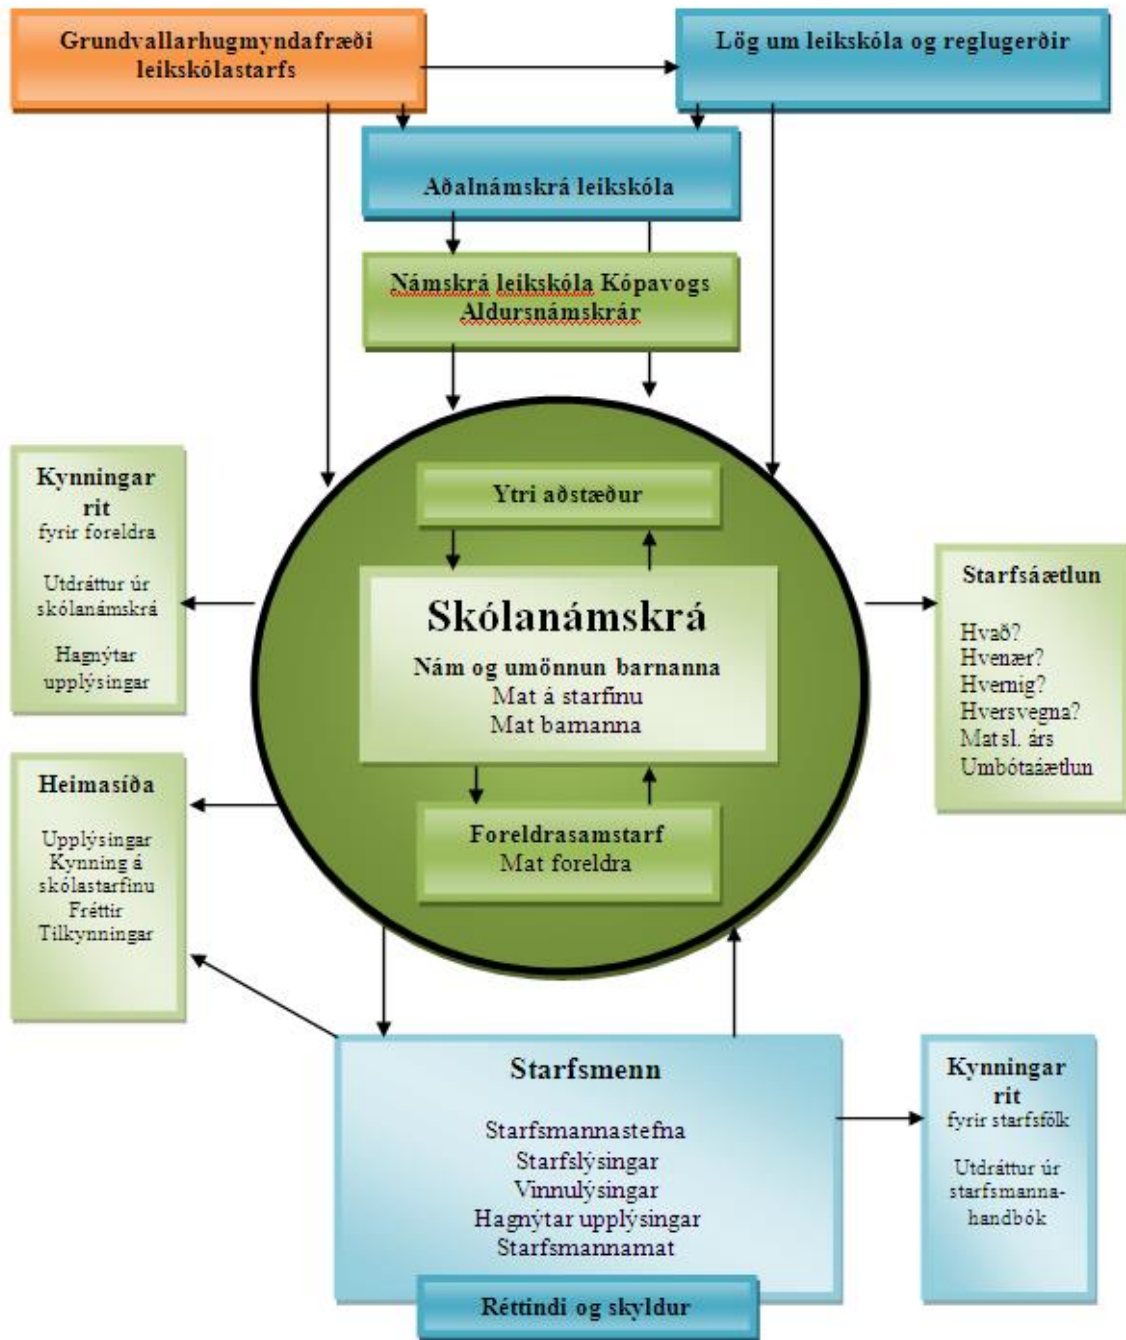 Grundvallarhugmyndafræði
leikskólastarfs
Lög um leikskóla og reglugerðir
Aðalnámskrá leikskóla
Námskrá leikskóla Kópavogs
Aldursnámskrár
Kynningar
rit
fyrir foreldra
Utdráttur úr
skólanámskrá
Hagnýtar
upplýsingar
Ytri aðstæður
Skólanámskrá
Nám og umönnun barnanna
Mat á starfinu
Mat barnanna
Foreldrasamstarf
Mat foreldra
Starfsáætlun
Hvað?
Hvenær?
Hvernig?
Hversvegna?
Mat sl. árs
Umbótaáætlun
Heimasíða
Upplýsingar
Kynning á
skólastarfinu
Fréttir
Tilkynningar
Starfsmenn
Starfsmannastefna
Starfslýsingar
Vinnulýsingar
Hagnýtar upplýsingar
Starfsmannamat
Réttindi og skyldur
Kynningar
rit
fyrir starfsfólk
Utdráttur úr
starfsmanna-
handbók